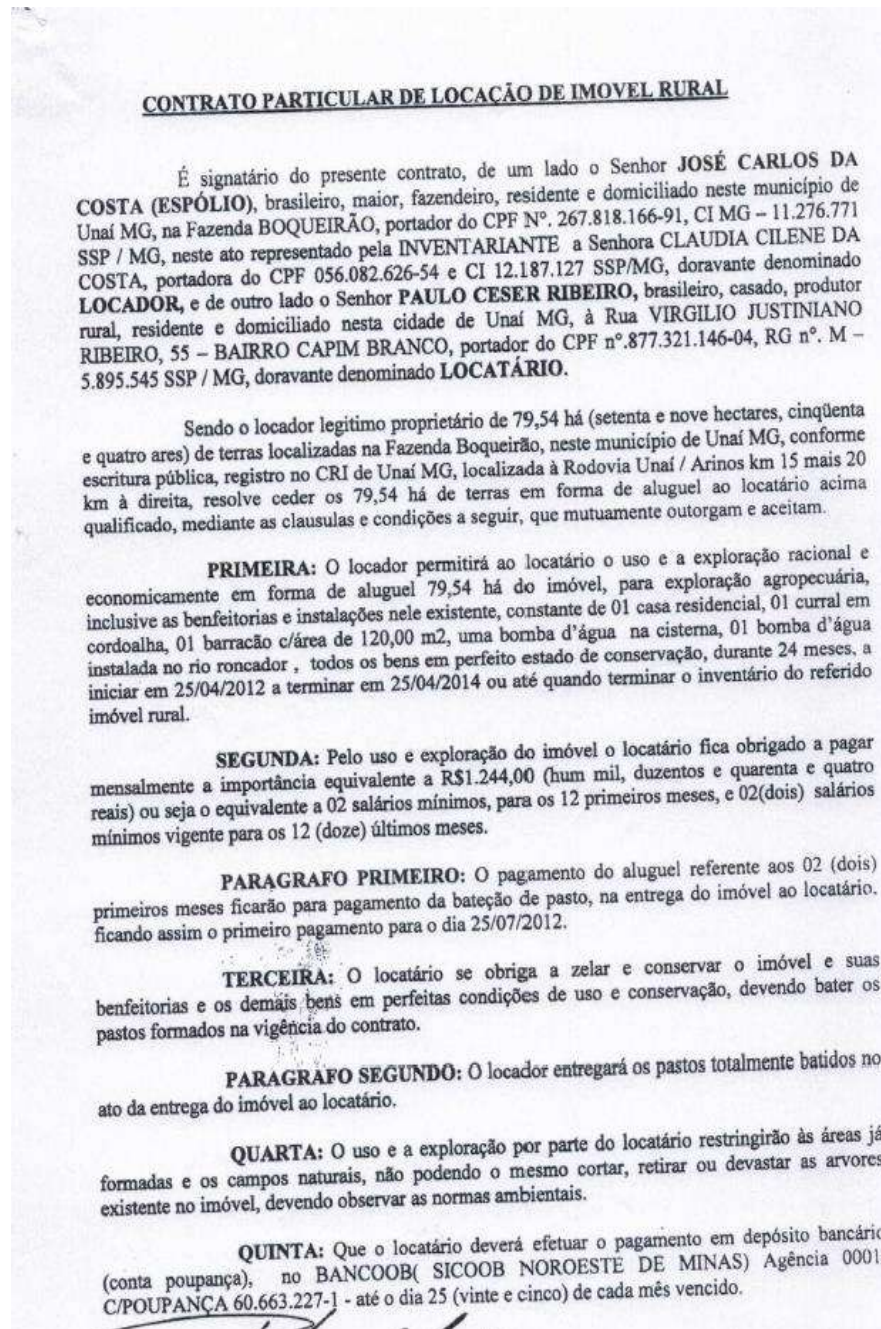 CONTRATO PARTICULAR DE LOCAÇÃO DE IMOVEL RURAL
É signatário do presente contrato, de um lado o Senhor JOSÉ CARLOS DA
COSTA (ESPÓLIO), brasileiro, maior, fazendeiro, residente e domiciliado neste município de
Unaí MG, na Fazenda BOQUEIRÃO, portador do CPF Nº. 267.818.166-91, CI MG – 11.276.771
SSP / MG, neste ato representado pela INVENTARIANTE a Senhora CLAUDIA CILENE DA
COSTA, portadora do CPF 056.082.626-54 e CI 12.187.127 SSP/MG, doravante denominado
LOCADOR, e de outro lado o Senhor PAULO CESER RIBEIRO, brasileiro, casado, produtor
rural, residente e domiciliado nesta cidade de Unaí MG, à Rua VIRGILIO JUSTINIANO
RIBEIRO, 55 – BAIRRO CAPIM BRANCO, portador do CPF nº.877.321.146-04, RG nº. M –
5.895.545 SSP / MG, doravante denominado LOCATÁRIO.
Sendo o locador legitimo proprietário de 79,54 há (setenta e nove hectares, cinqüenta
e quatro ares) de terras localizadas na Fazenda Boqueirão, neste município de Unaí MG, conforme
escritura pública, registro no CRI de Unaí MG, localizada à Rodovia Unaí / Arinos km 15 mais 20
km à direita, resolve ceder os 79,54 há de terras em forma de aluguel ao locatário acima
qualificado, mediante as clausulas e condições a seguir, que mutuamente outorgam e aceitam.
PRIMEIRA: O locador permitirá ao locatário o uso e a exploração racional e
economicamente em forma de aluguel 79,54 há do imóvel, para exploração agropecuária,
inclusive as benfeitorias e instalações nele existente, constante de 01 casa residencial, 01 curral em
cordoalha, 01 barracão c/área de 120,00 m2, uma bomba d'água na cisterna, 01 bomba d'água
instalada no rio roncador , todos os bens em perfeito estado de conservação, durante 24 meses, a
iniciar em 25/04/2012 a terminar em 25/04/2014 ou até quando terminar o inventário do referido
imóvel rural.
SEGUNDA: Pelo uso e exploração do imóvel o locatário fica obrigado a pagar
mensalmente a importância equivalente a R$1.244,00 (hum mil, duzentos e quarenta e quatro
reais) ou seja o equivalente a 02 salários mínimos, para os 12 primeiros meses, e 02(dois) salários
mínimos vigente para os 12 (doze) últimos meses.
PARAGRAFO PRIMEIRO: O pagamento do aluguel referente aos 02 (dois)
primeiros meses ficarão para pagamento da bateção de pasto, na entrega do imóvel ao locatário.
ficando assim o primeiro pagamento para o dia 25/07/2012.
TERCEIRA: O locatário se obriga a zelar e conservar o imóvel e suas
benfeitorias e os demais bens em perfeitas condições de uso e conservação, devendo bater os
pastos formados na vigência do contrato.
PARAGRAFO SEGUNDO: O locador entregará os pastos totalmente batidos no
ato da entrega do imóvel ao locatário.
QUARTA: O uso e a exploração por parte do locatário restringirão às áreas já
formadas e os campos naturais, não podendo o mesmo cortar, retirar ou devastar as arvores
existente no imóvel, devendo observar as normas ambientais.
QUINTA: Que o locatário deverá efetuar o pagamento em depósito bancário
(conta poupança), no BANCOOB( SICOOB NOROESTE DE MINAS) Agência 0001
C/POUPANÇA 60.663.227-1 - até o dia 25 (vinte e cinco) de cada mês vencido.